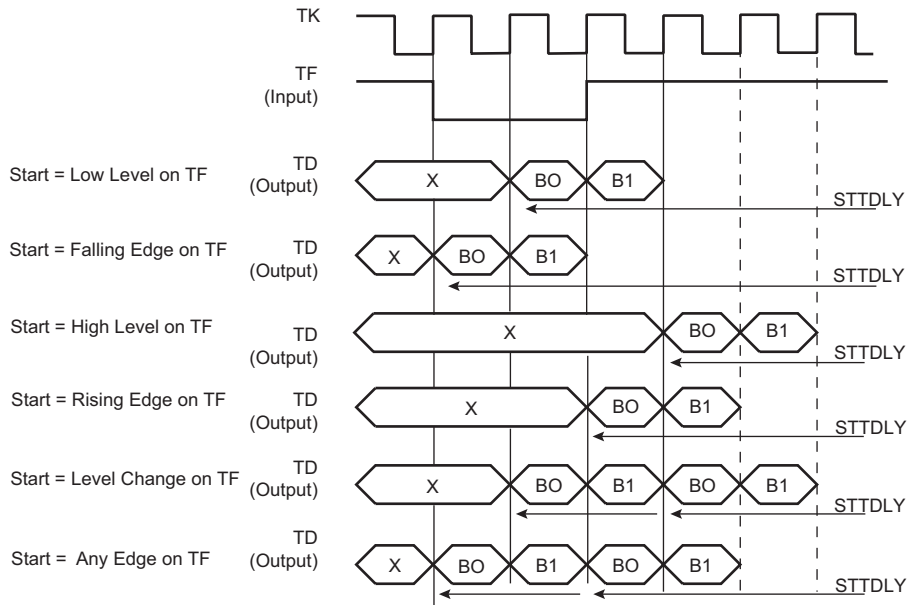 TK
TF
(Input)
Start = Low Level on TF
TD
(Output)
X
BO
B1
STTDLY
Start = Falling Edge on TF
TD
(Output)
X
BO
B1
STTDLY
Start = High Level on TF
TD
(Output)
X
BO
B1
STTDLY
Start = Rising Edge on TF
TD
(Output)
X
BO
B1
STTDLY
Start = Level Change on TF
TD
(Output)
X
BO
B1
BO
B1
STTDLY
Start = Any Edge on TF
TD
(Output)
X
BO
B1
BO
B1
STTDLY